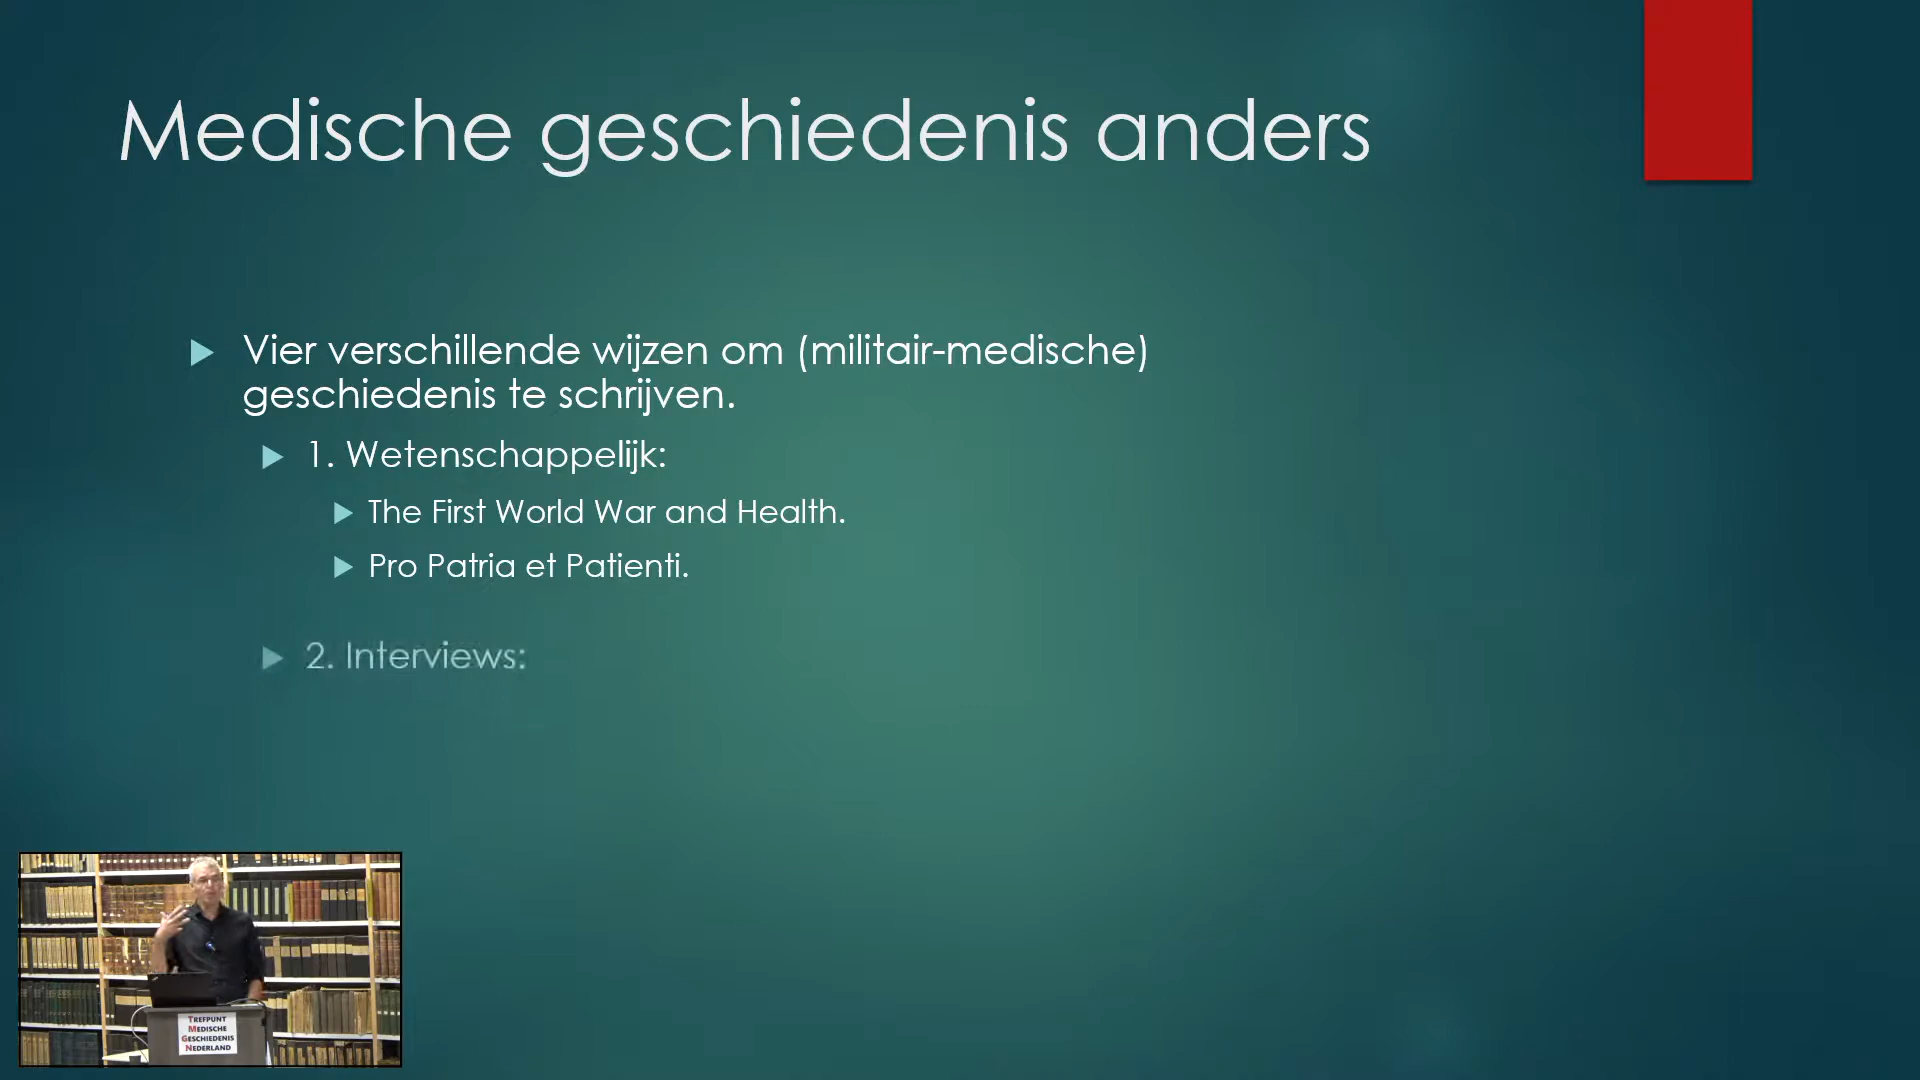 Medische geschiedenis anders
Vier verschillende wijzen om (militair-medische)
geschiedenis te schrijven.
1. Wetenschappelijk:
The First World War and Health.
Pro Patria et Patienti.
2. Interviews:
TREFPUNT
MEDISCHE
GESCHIEDENIS
NEDERLAND